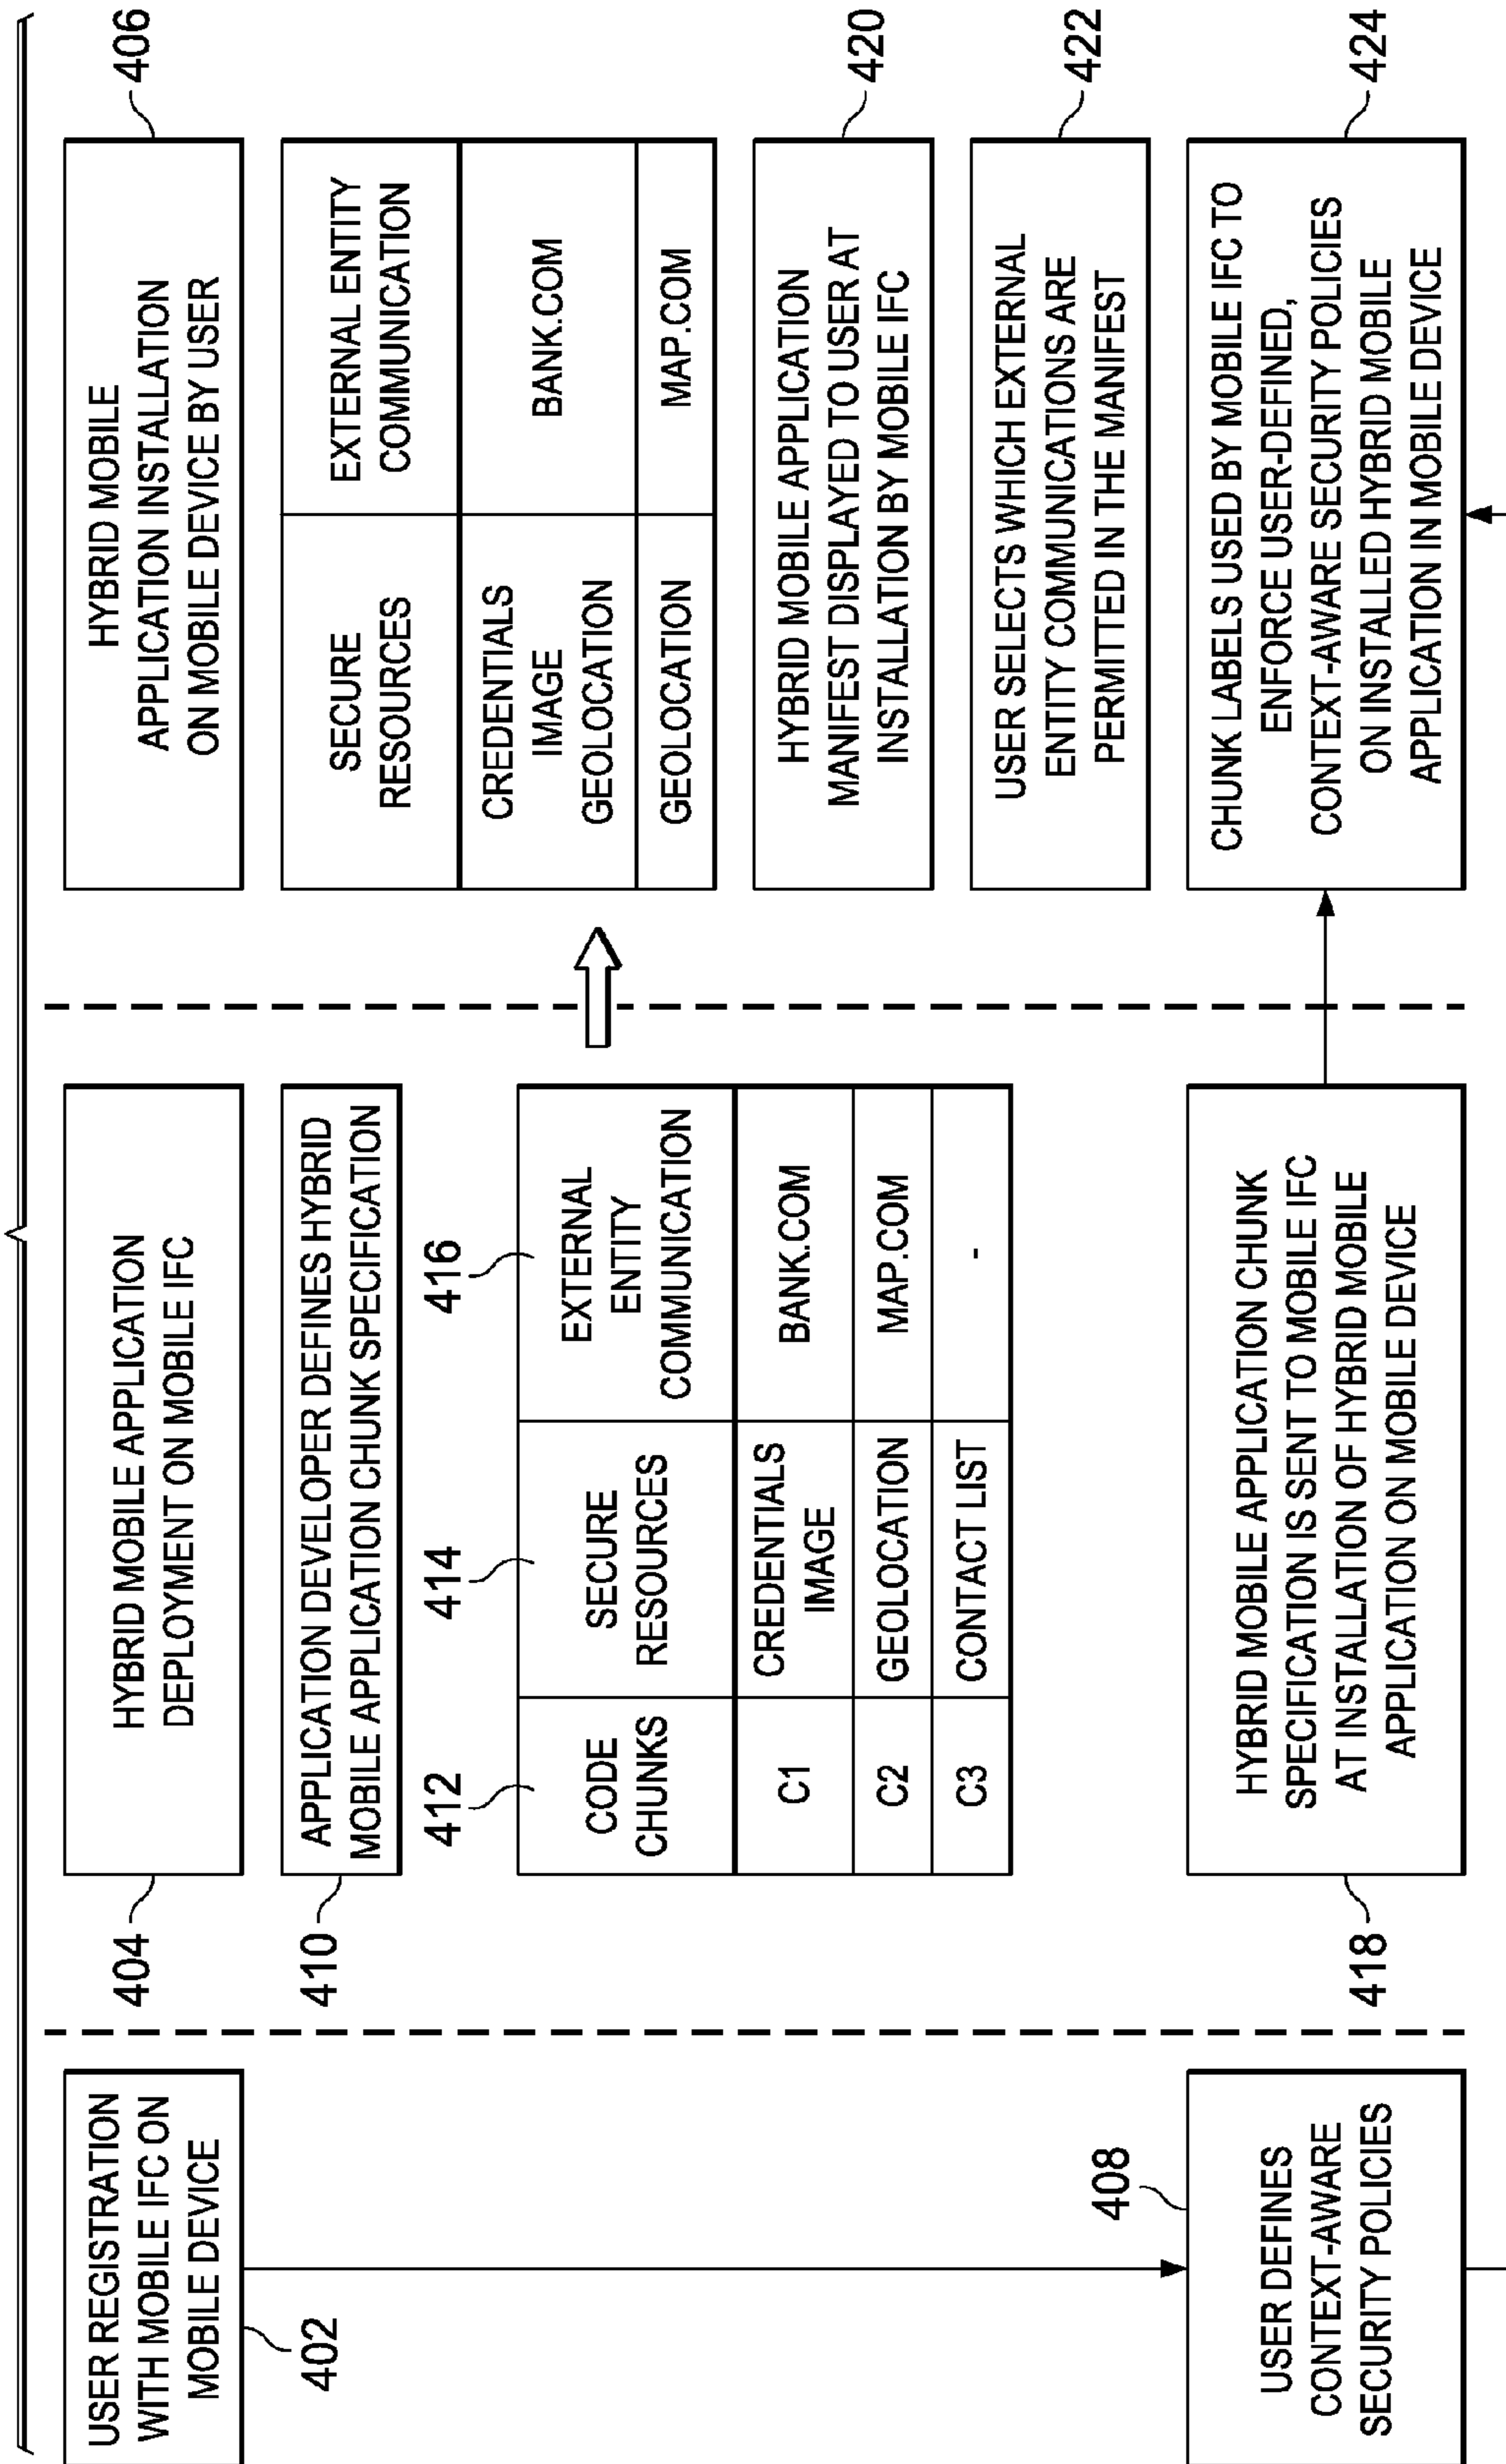 USER REGISTRATION
WITH MOBILE IFC ON
MOBILE DEVICE
402
USER DEFINES
CONTEXT-AWARE
SECURITY POLICIES
408
404
HYBRID MOBILE APPLICATION
DEPLOYMENT ON MOBILE IFC
410
APPLICATION DEVELOPER DEFINES HYBRID
MOBILE APPLICATION CHUNK SPECIFICATION
412
414
416
CODE
CHUNKS
SECURE
RESOURCES
EXTERNAL
ENTITY
COMMUNICATION
C1
CREDENTIALS
IMAGE
BANK.COM
C2
GEOLOCATION
MAP.COM
C3
CONTACT LIST
-
418
HYBRID MOBILE APPLICATION CHUNK
SPECIFICATION IS SENT TO MOBILE IFC
AT INSTALLATION OF HYBRID MOBILE
APPLICATION ON MOBILE DEVICE
HYBRID MOBILE
APPLICATION INSTALLATION
ON MOBILE DEVICE BY USER
406
SECURE
RESOURCES
EXTERNAL ENTITY
COMMUNICATION
CREDENTIALS
IMAGE
GEOLOCATION
BANK.COM
GEOLOCATION
MAP.COM
HYBRID MOBILE APPLICATION
MANIFEST DISPLAYED TO USER AT
INSTALLATION BY MOBILE IFC
420
USER SELECTS WHICH EXTERNAL
ENTITY COMMUNICATIONS ARE
PERMITTED IN THE MANIFEST
422
CHUNK LABELS USED BY MOBILE IFC TO
ENFORCE USER-DEFINED,
CONTEXT-AWARE SECURITY POLICIES
ON INSTALLED HYBRID MOBILE
APPLICATION IN MOBILE DEVICE
424